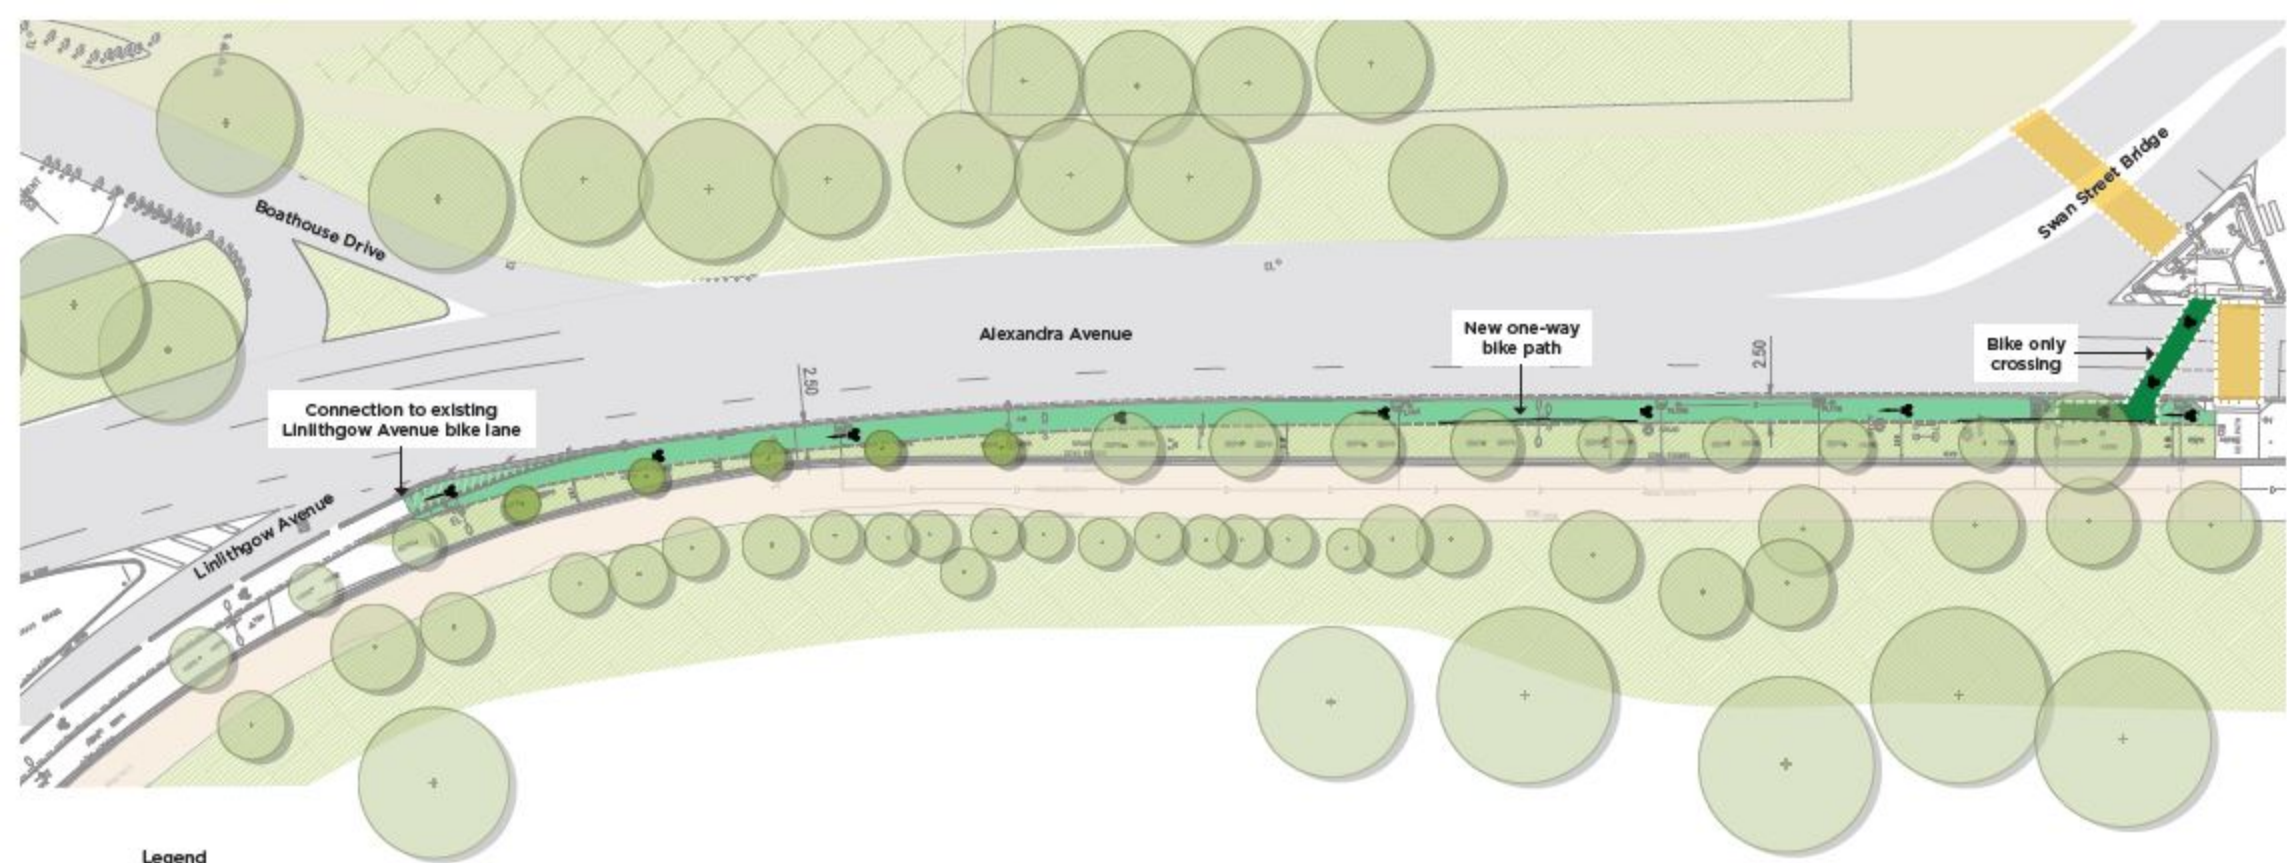 Boathouse Drive
Swan Street Bridge
Alexandra Avenue
New one-way
bike path
Bike only
crossing
2.50
2.50
Connection to existing
Linlithgow Avenue bike lane
Linlithgow Avenue
Legend